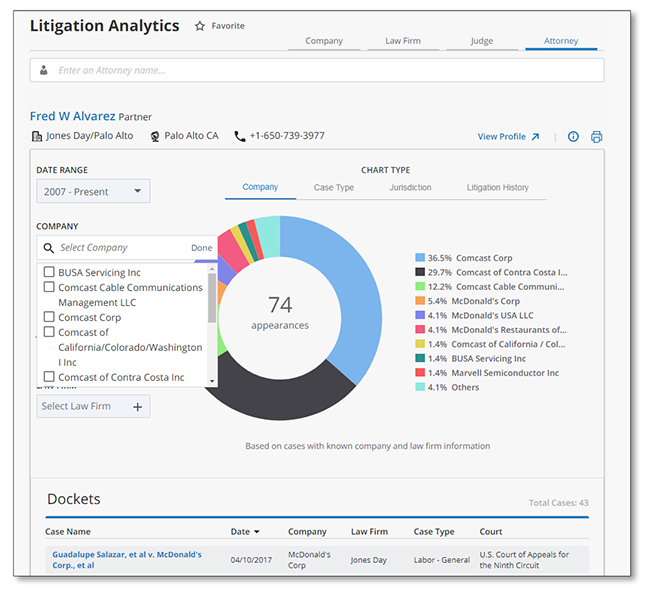 Litigation Analytics
Favorite
Company Law Firm Judge Attorney
Enter an Attorney name...
Fred W Alvarez Partner
Jones Day/Palo Alto Palo Alto CA +1-650-739-3977
View Profile
DATE RANGE
2007 - Present
CHART TYPE
Company Case Type Jurisdiction Litigation History
COMPANY
Select Company Done
BUSA Servicing Inc
Comcast Cable Communications
Management LLC
Comcast Corp
Comcast of
California/Colorado/Washington
I Inc
Comcast of Contra Costa Inc
Select Law Firm +
74
appearances
36.5% Comcast Corp
29.7% Comcast of Contra Costa I...
12.2% Comcast Cable Communi...
5.4% McDonald's Corp
4.1% McDonald's USA LLC
4.1% McDonald's Restaurants of...
1.4% Comcast of California / Col...
1.4% BUSA Servicing Inc
1.4% Marvell Semiconductor Inc
4.1% Others
Based on cases with known company and law firm information
Dockets
Total Cases: 43
Case Name Date Company Law Firm Case Type Court
Guadalupe Salazar, et al v. McDonald's
Corp., et al
04/10/2017
McDonald's
Corp
Jones Day
Labor - General
U.S. Court of Appeals for
the Ninth Circuit